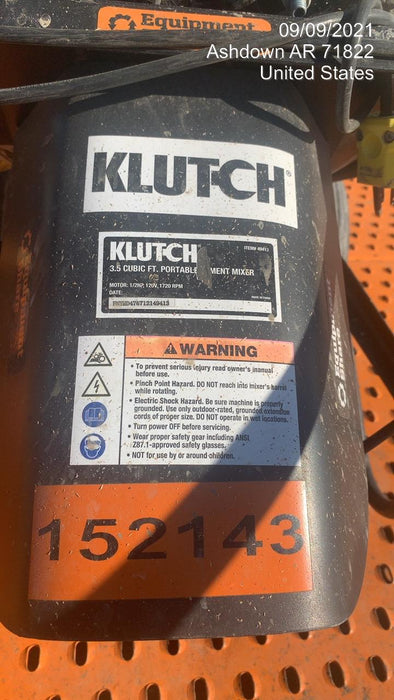 Equipment
09/09/2021
Ashdown AR 71822
United States
KLUTCH
KLUTCH
ITEM# 49413
3.5 CUBIC FT. PORTABLE MENT MIXER
MOTOR: 1/2HP, 120V, 1720 RPM
DATE:
WARNING
• To prevent serious injury read owner's manual
before use.
• Pinch Point Hazard. DO NOT reach into mixer's barrel
while rotating.
• Electric Shock Hazard. Be sure machine is properly
grounded. Use only outdoor-rated, grounded extension
cords of proper size. DO NOT operate in wet locations.
• Turn power OFF before servicing.
• Wear proper safety gear including ANSI
Z87.1-approved safety glasses.
• NOT for use by or around children.
152143